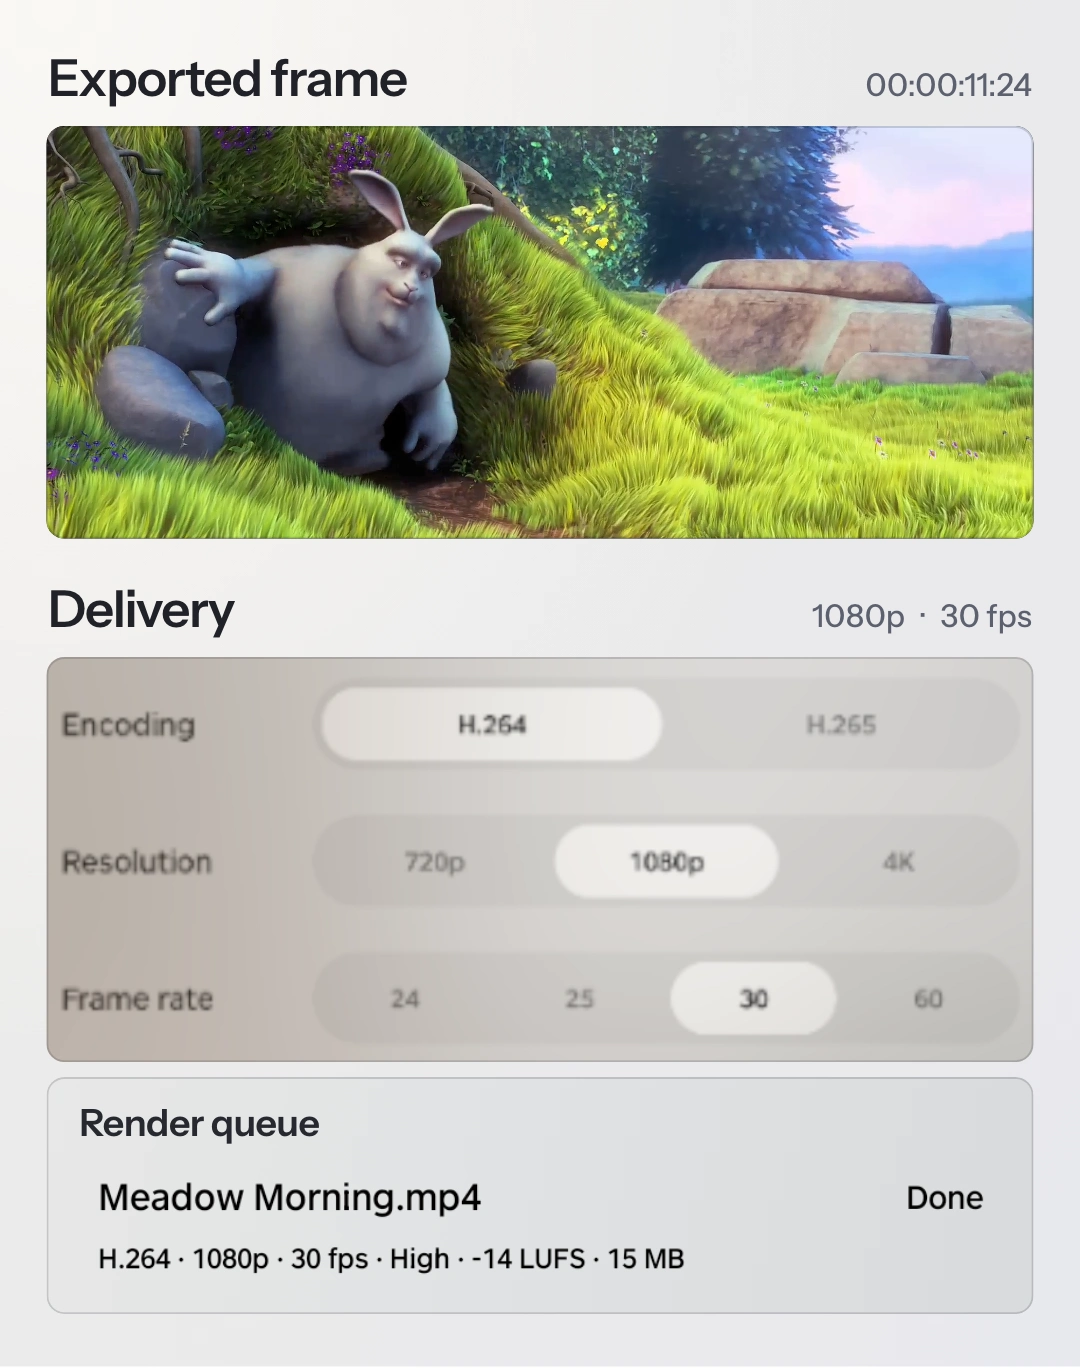 Exported frame
00:00:11:24
Delivery
1080p · 30 fps
Encoding
H.264
H.265
Resolution
720p
1080p
4K
Frame rate
24
25
30
60
Render queue
Meadow Morning.mp4
Done
H.264 · 1080p · 30 fps · High · -14 LUFS · 15 MB